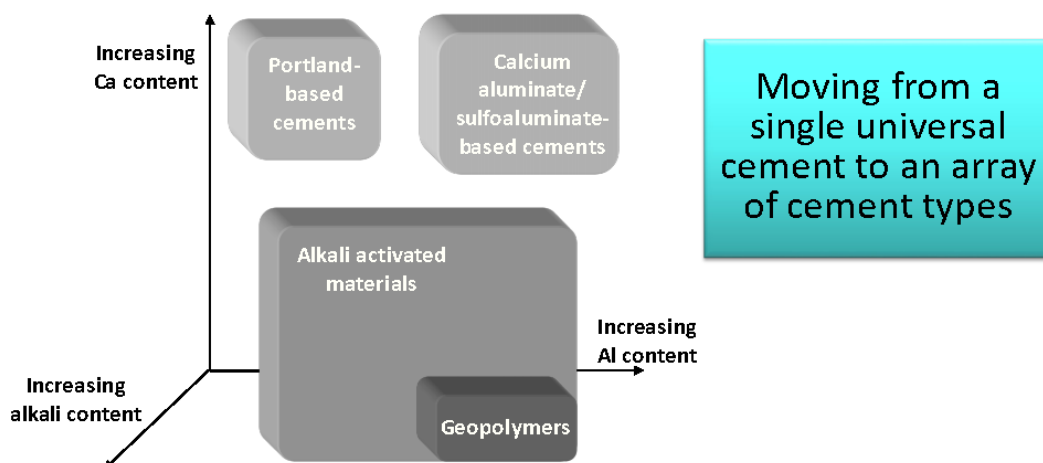 Increasing
Ca content
Portland-
based
cements
Calcium
aluminate/
sulfoaluminate-
based cements
Moving from a
single universal
cement to an array
of cement types
Alkali activated
materials
Increasing
Al content
Increasing
alkali content
Geopolymers